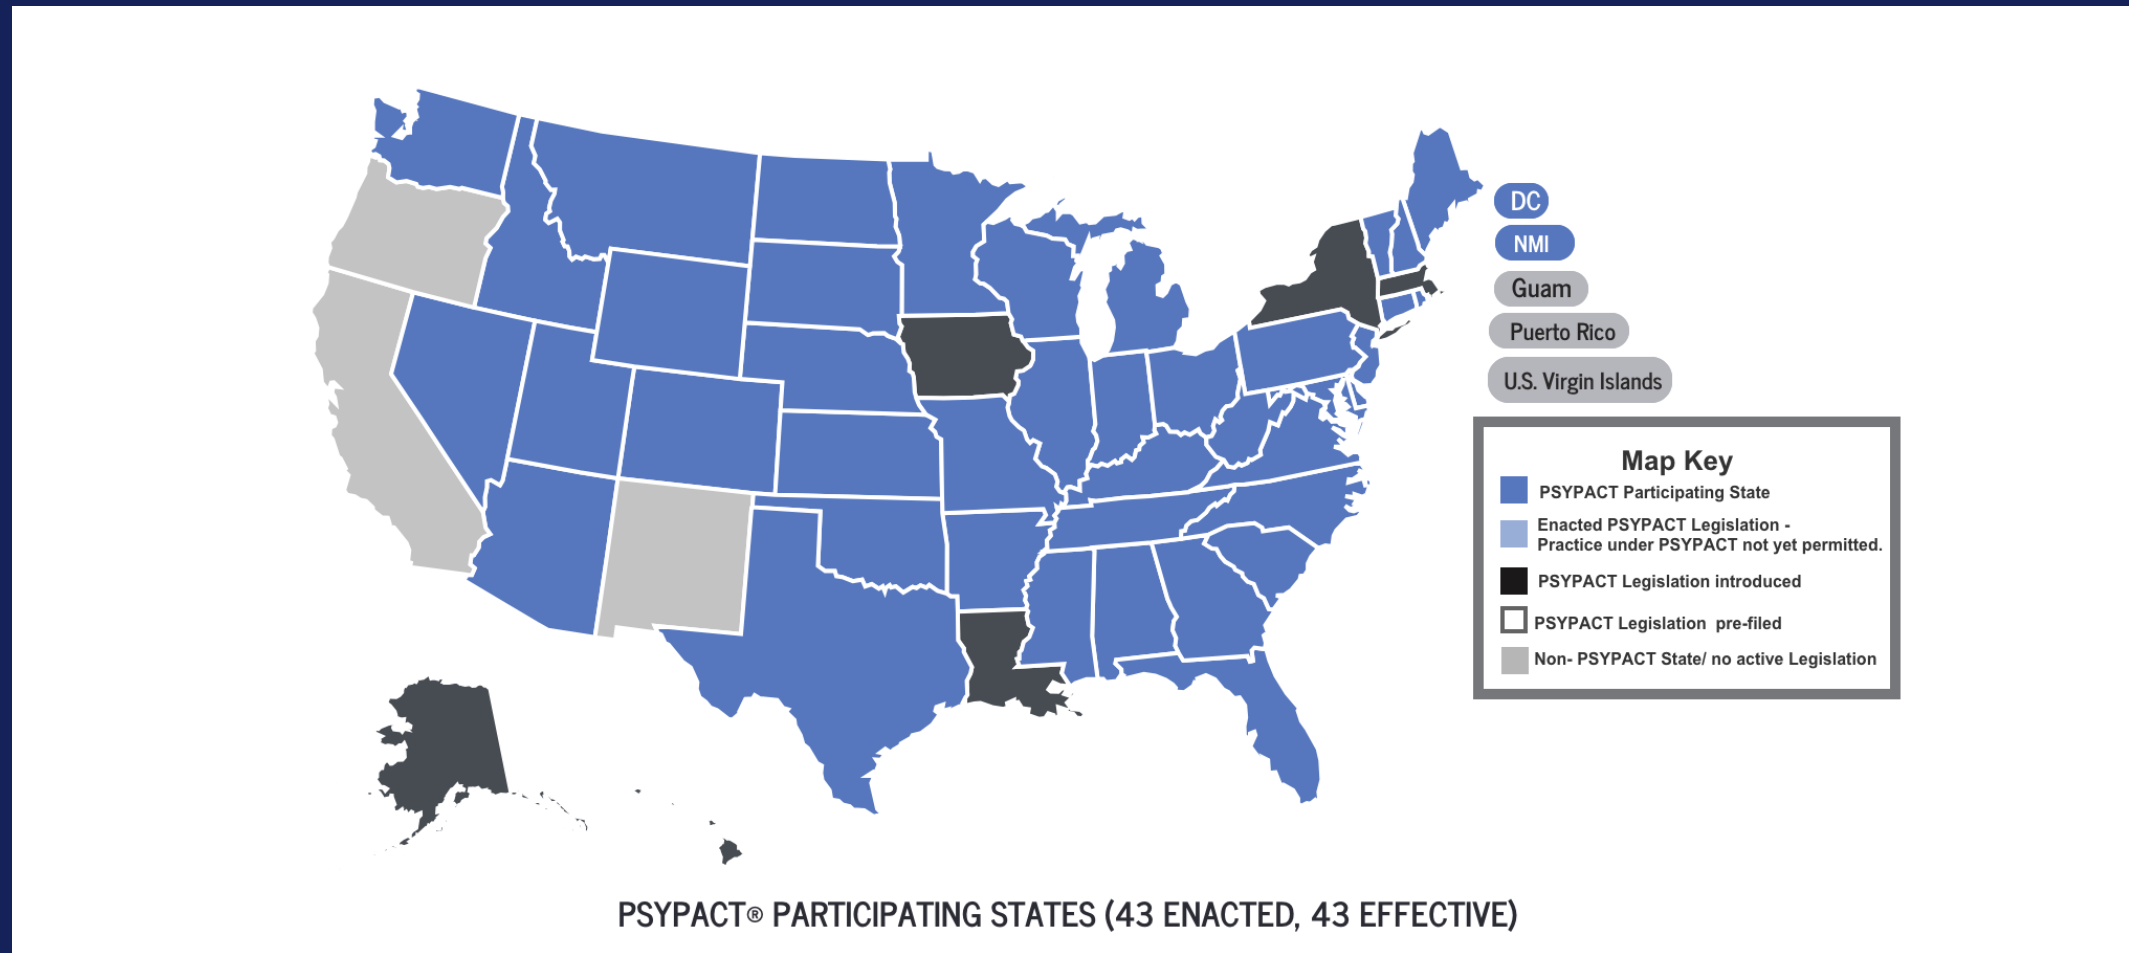 DC
NMI
Guam
Puerto Rico
U.S. Virgin Islands
Map Key
PSYPACT Participating State
Enacted PSYPACT Legislation -
Practice under PSYPACT not yet permitted.
PSYPACT Legislation introduced
PSYPACT Legislation pre-filed
Non- PSYPACT State/ no active Legislation
PSYPACT® PARTICIPATING STATES (43 ENACTED, 43 EFFECTIVE)